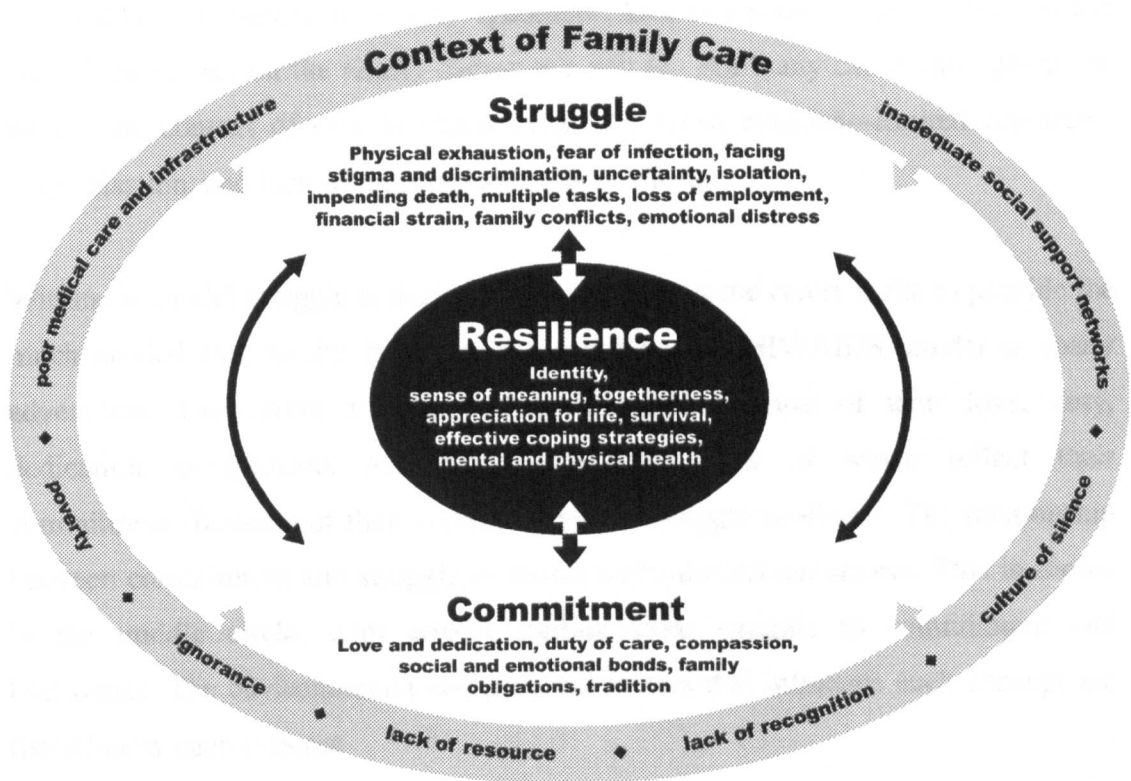 Context of Family Care
poor medical care and infrastructure
inadequate social support networks
Struggle
Physical exhaustion, fear of infection, facing
stigma and discrimination, uncertainty, isolation,
impending death, multiple tasks, loss of employment,
financial strain, family conflicts, emotional distress
Resilience
Identity,
sense of meaning, togetherness,
appreciation for life, survival,
effective coping strategies,
mental and physical health
Commitment
Love and dedication, duty of care, compassion,
social and emotional bonds, family
obligations, tradition
poverty
ignorance
lack of resource
lack of recognition
culture of silence